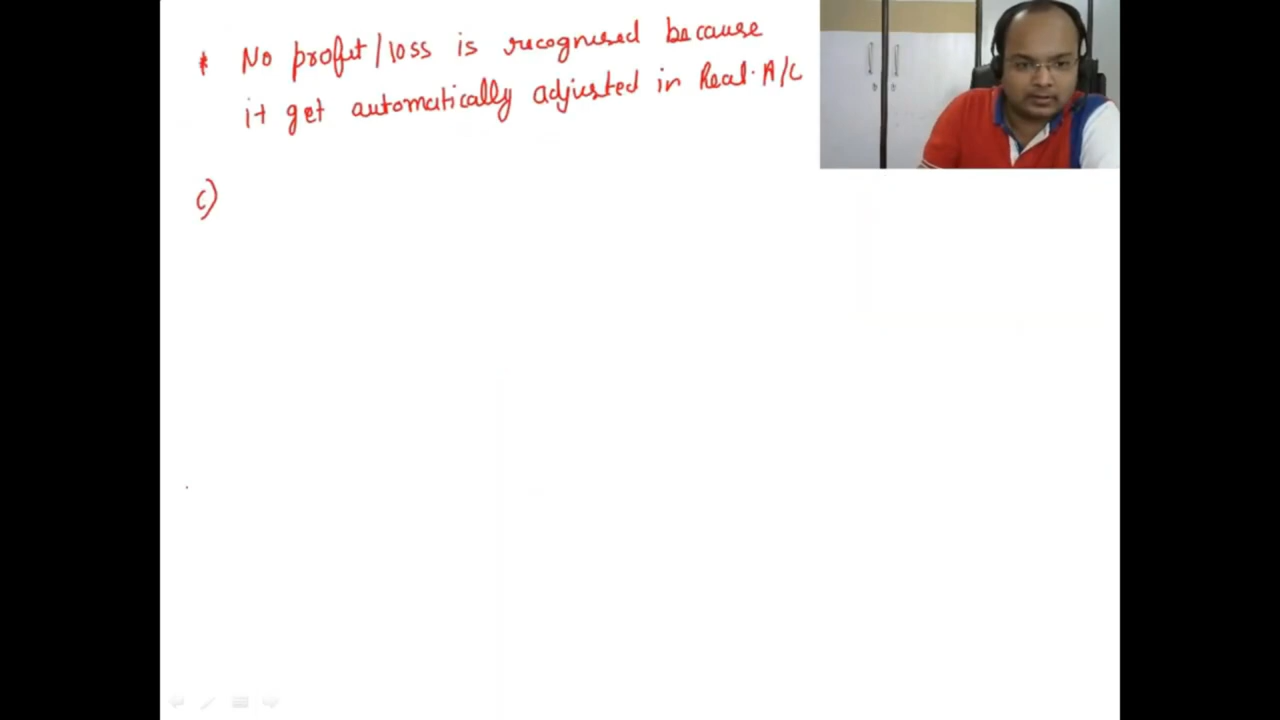 * No profit/loss is recognised because
it get automatically adjusted in Real. A/C
c)